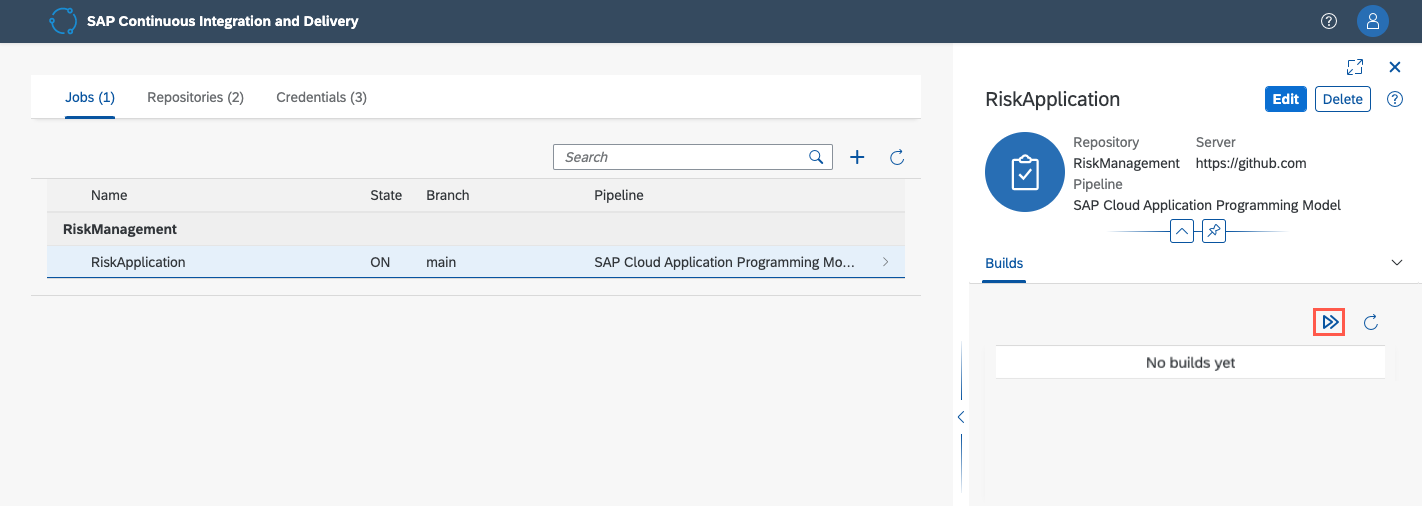 SAP Continuous Integration and Delivery
Jobs (1) Repositories (2) Credentials (3)
Search
Name State Branch Pipeline
RiskManagement
RiskApplication ON main SAP Cloud Application Programming Mo...
RiskApplication
Edit Delete
Repository Server
RiskManagement https://github.com
Pipeline
SAP Cloud Application Programming Model
Builds
No builds yet